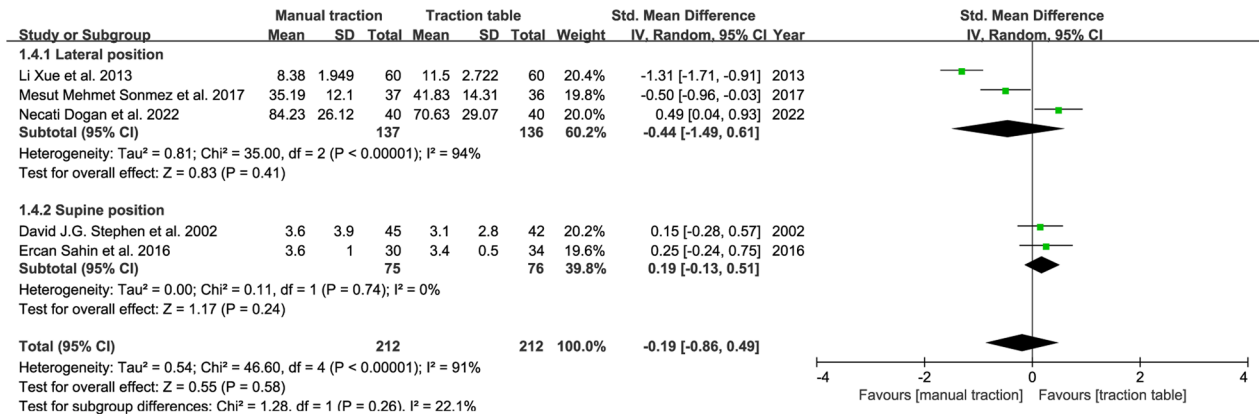 Manual traction Traction table Std. Mean Difference Std. Mean Difference
Study or Subgroup Mean SD Total Mean SD Total Weight IV, Random, 95% CI Year IV, Random, 95% CI
1.4.1 Lateral position
Li Xue et al. 2013 8.38 1.949 60 11.5 2.722 60 20.4% -1.31 [-1.71, -0.91] 2013
Mesut Mehmet Sonmez et al. 2017 35.19 12.1 37 41.83 14.31 36 19.8% -0.50 [-0.96, -0.03] 2017
Necati Dogan et al. 2022 84.23 26.12 40 70.63 29.07 40 20.0% 0.49 [0.04, 0.93] 2022
Subtotal (95% CI) 137 136 60.2% -0.44 [-1.49, 0.61]
Heterogeneity: Tau² = 0.81; Chi² = 35.00, df = 2 (P < 0.00001); I² = 94%
Test for overall effect: Z = 0.83 (P = 0.41)
1.4.2 Supine position
David J.G. Stephen et al. 2002 3.6 3.9 45 3.1 2.8 42 20.2% 0.15 [-0.28, 0.57] 2002
Ercan Sahin et al. 2016 3.6 1 30 3.4 0.5 34 19.6% 0.25 [-0.24, 0.75] 2016
Subtotal (95% CI) 75 76 39.8% 0.19 [-0.13, 0.51]
Heterogeneity: Tau² = 0.00; Chi² = 0.11, df = 1 (P = 0.74); I² = 0%
Test for overall effect: Z = 1.17 (P = 0.24)
Total (95% CI) 212 212 100.0% -0.19 [-0.86, 0.49]
Heterogeneity: Tau² = 0.54; Chi² = 46.60, df = 4 (P < 0.00001); I² = 91%
Test for overall effect: Z = 0.55 (P = 0.58)
Test for subgroup differences: Chi² = 1.28, df = 1 (P = 0.26), I² = 22.1%
-4 -2 0 2 4
Favours [manual traction] Favours [traction table]